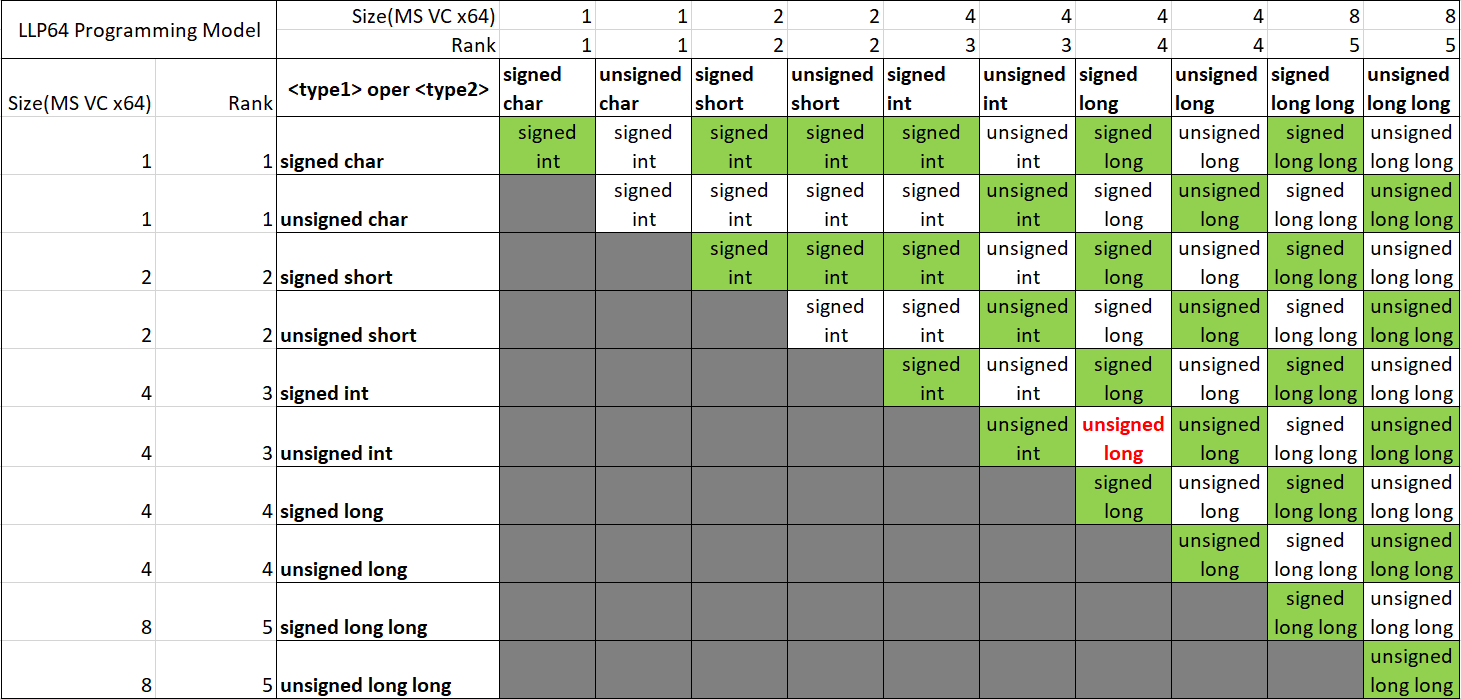 LLP64 Programming Model Size(MS VC x64) 1 1 2 2 4 4 4 4 8 8
Rank 1 1 2 2 3 3 4 4 5 5
Size(MS VC x64) Rank <type1> oper <type2> signed char unsigned char signed short unsigned short signed int unsigned int signed long unsigned long signed long long unsigned long long
1 1 signed char signed int signed int signed int signed int signed int unsigned int signed long unsigned long signed long long unsigned long long
1 1 unsigned char signed int signed int signed int signed int unsigned int signed long unsigned long signed long long unsigned long long
2 2 signed short signed int signed int signed int unsigned int signed long unsigned long signed long long unsigned long long
2 2 unsigned short signed int signed int unsigned int signed long unsigned long signed long long unsigned long long
4 3 signed int signed int unsigned int signed long unsigned long signed long long unsigned long long
4 3 unsigned int unsigned int unsigned long unsigned long signed long long unsigned long long
4 4 signed long signed long unsigned long signed long long unsigned long long
4 4 unsigned long unsigned long signed long long unsigned long long
8 5 signed long long signed long long unsigned long long
8 5 unsigned long long unsigned long long